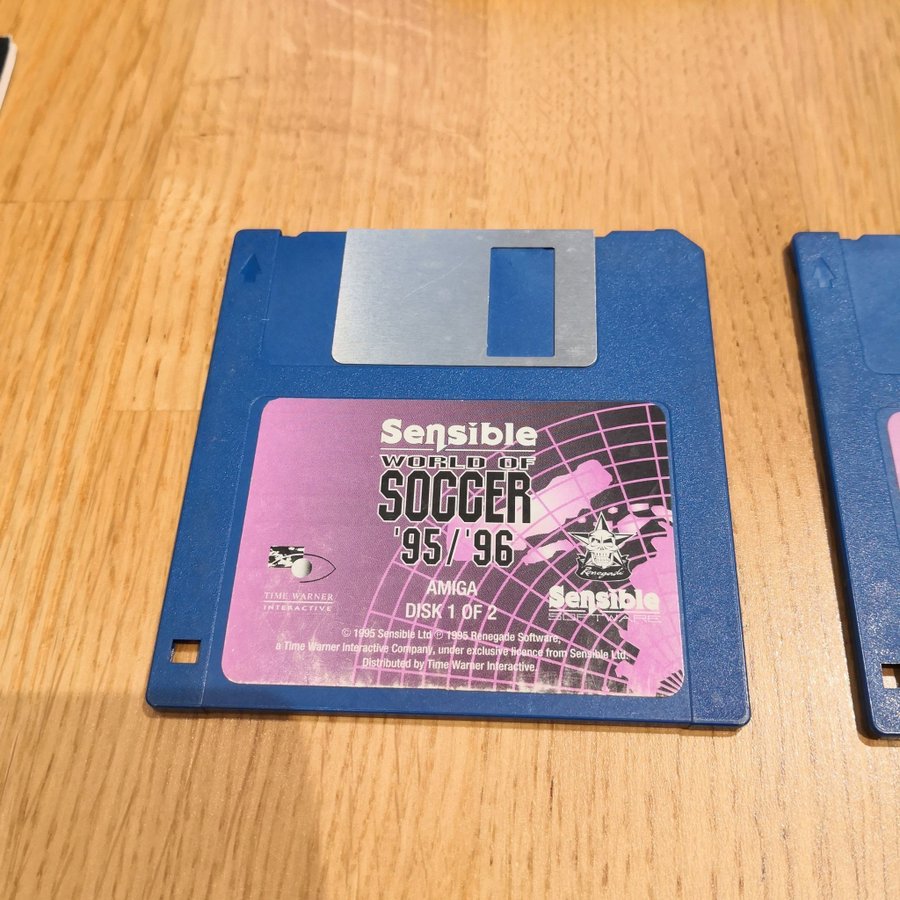 Sensible
WORLD OF
SOCCER
'95/'96
AMIGA
DISK 1 OF 2
TIME WARNER
INTERACTIVE
Renegade
Sensible
SOFTWARE
© 1995 Sensible Ltd ℗ 1995 Renegade Software,
a Time Warner Interactive Company, under exclusive licence from Sensible Ltd.
Distributed by Time Warner Interactive.